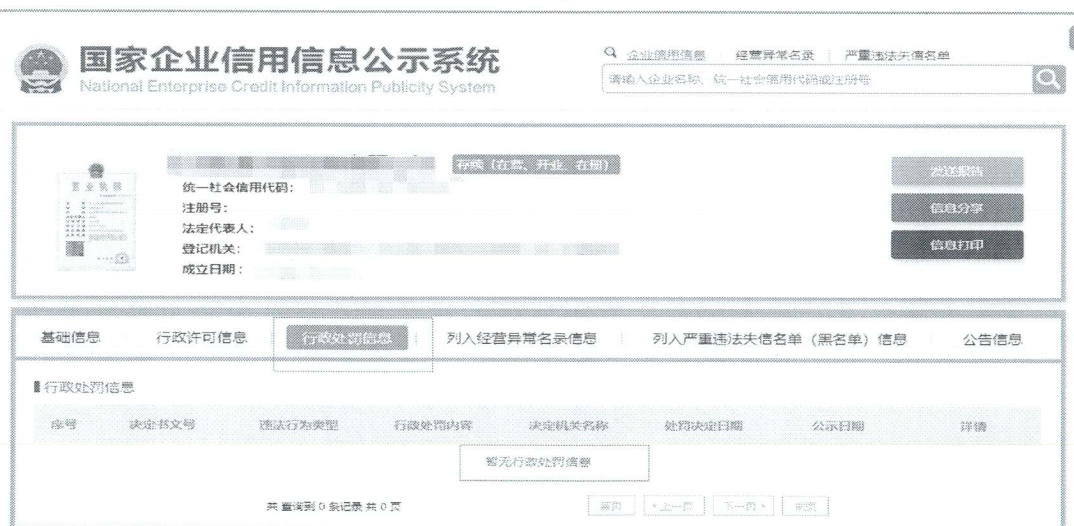 国家企业信用信息公示系统
National Enterprise Credit Information Publicity System
企业信用信息 经营异常名录 严重违法失信名单
请输入企业名称、统一社会信用代码或注册号
存续（在营、开业、在册）
营业执照
统一社会信用代码：
注册号：
法定代表人：
登记机关：
成立日期：
发送报告
信息分享
信息打印
基础信息 行政许可信息 行政处罚信息 列入经营异常名录信息 列入严重违法失信名单（黑名单）信息 公告信息
行政处罚信息
序号 决定书文号 违法行为类型 行政处罚内容 决定机关名称 处罚决定日期 公示日期 详情
暂无行政处罚信息
共 查询到 0 条记录 共 0 页
首页 上一页 下一页 末页